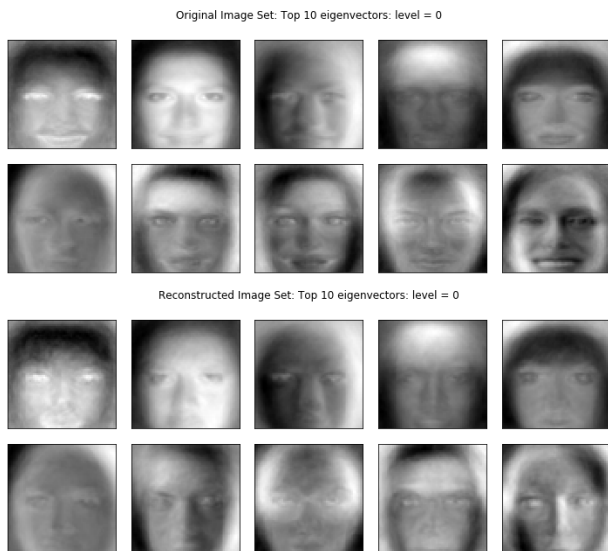 Original Image Set: Top 10 eigenvectors: level = 0
Reconstructed Image Set: Top 10 eigenvectors: level = 0